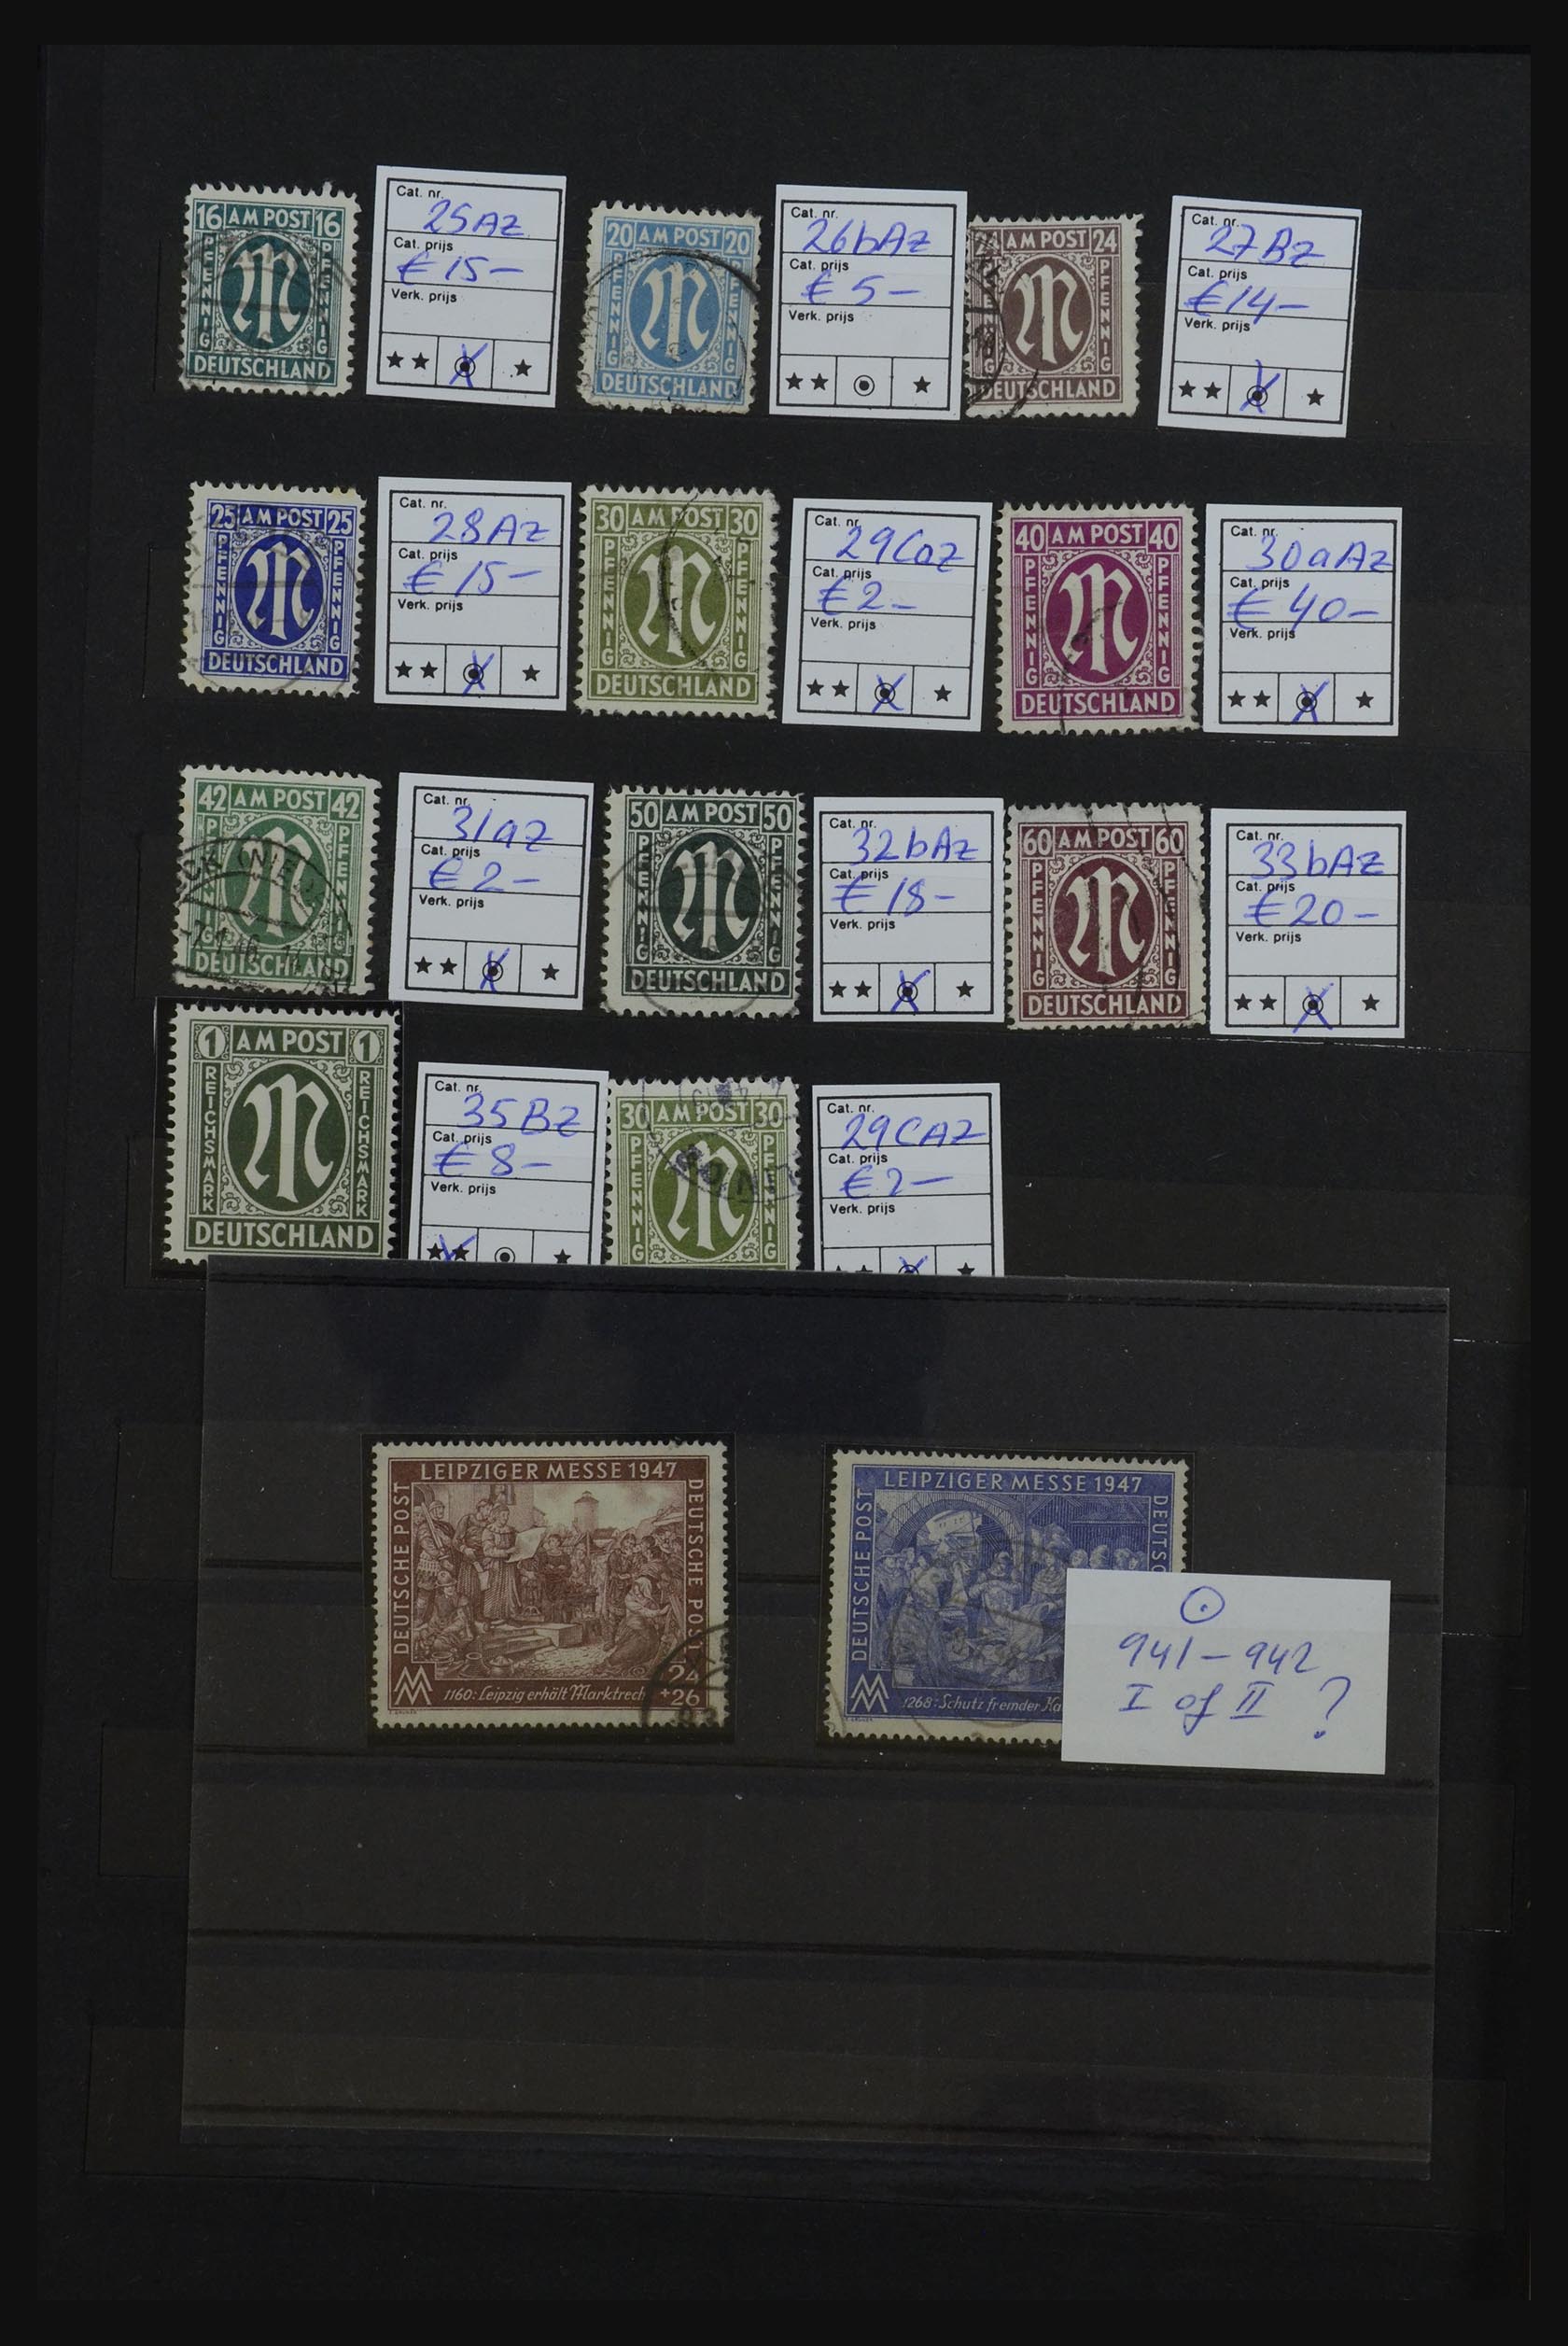 16 AM POST 16
PFENNIG PFENNIG
DEUTSCHLAND
Cat. nr.
25Az
Cat. prijs
€ 15-
Verk. prijs
20 AM POST 20
PFENNIG PFENNIG
DEUTSCHLAND
Cat. nr.
26bAz
Cat. prijs
€ 5-
Verk. prijs
AM POST 24
PFENNIG
DEUTSCHLAND
Cat. nr.
27Bz
Cat. prijs
€14-
Verk. prijs
25 AM POST 25
PFENNIG PFENNIG
DEUTSCHLAND
Cat. nr.
28Az
Cat. prijs
€ 15-
Verk. prijs
30 AM POST 30
PFENNIG PFENNIG
DEUTSCHLAND
Cat. nr.
29Caz
Cat. prijs
€2-
Verk. prijs
40 AM POST 40
PFENNIG PFENNIG
DEUTSCHLAND
Cat. nr.
30aAz
Cat. prijs
€ 40-
Verk. prijs
42 AM POST 42
PFENNIG PFENNIG
DEUTSCHLAND
Cat. nr.
31az
Cat. prijs
€ 2-
Verk. prijs
50 AM POST 50
PFENNIG PFENNIG
DEUTSCHLAND
Cat. nr.
32bAz
Cat. prijs
€ 18-
Verk. prijs
60 AM POST 60
PFENNIG PFENNIG
DEUTSCHLAND
Cat. nr.
33bAz
Cat. prijs
€20-
Verk. prijs
1 AM POST 1
REICHSMARK REICHSMARK
DEUTSCHLAND
Cat. nr.
35Bz
Cat. prijs
€ 8-
Verk. prijs
30 AM POST 30
PFENNIG PFENNIG
Cat. nr.
29CAz
Cat. prijs
€ 2-
Verk. prijs
LEIPZIGER MESSE 1947
DEUTSCHE POST DEUTSCHE POST
24
+26
1160: Leipzig erhält Marktrech
LEIPZIGER MESSE 1947
DEUTSCHE POST DEUTSC
1268: Schutz fremder Ka
941-942
I of II ?